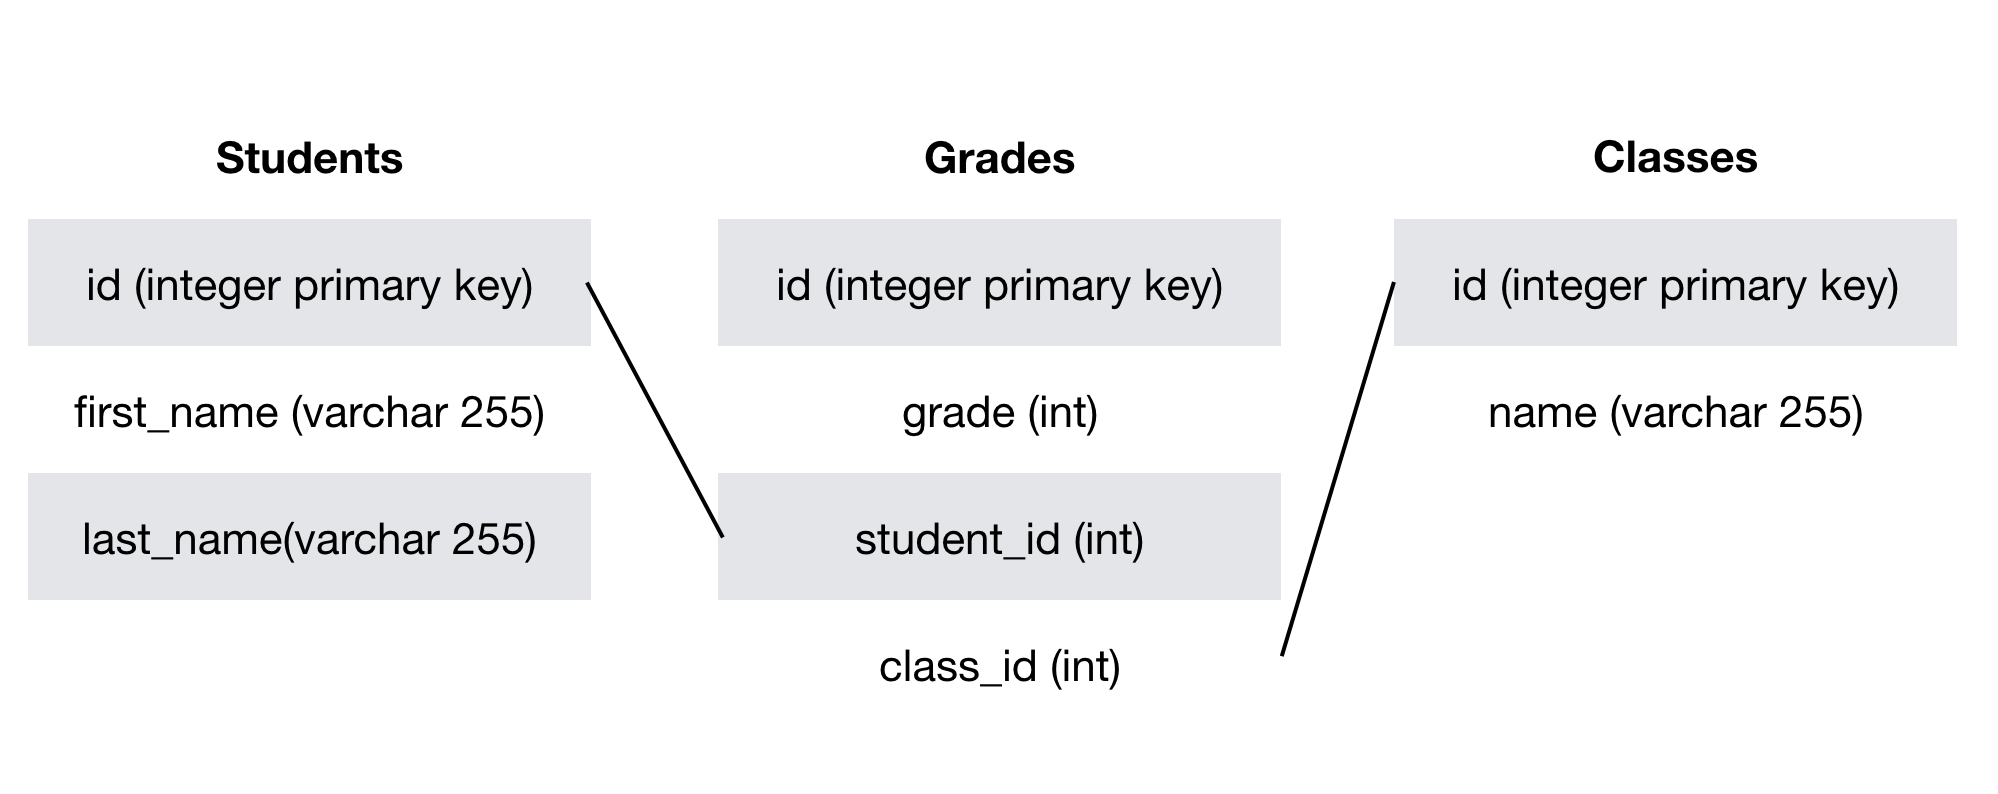 Students
id (integer primary key)
first_name (varchar 255)
last_name(varchar 255)
Grades
id (integer primary key)
grade (int)
student_id (int)
class_id (int)
Classes
id (integer primary key)
name (varchar 255)